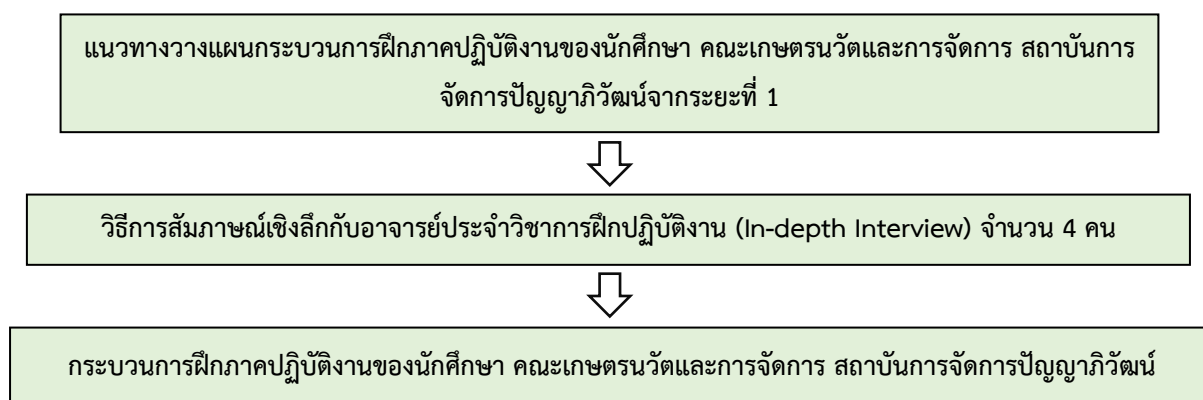 แนวทางวางแผนกระบวนการฝึกภาคปฏิบัติงานของนักศึกษา คณะเกษตรนวัตและการจัดการ สถาบันการ
จัดการปัญญาภิวัฒน์จากระยะที่ 1
วิธีการสัมภาษณ์เชิงลึกกับอาจารย์ประจำวิชาการฝึกปฏิบัติงาน (In-depth Interview) จำนวน 4 คน
กระบวนการฝึกภาคปฏิบัติงานของนักศึกษา คณะเกษตรนวัตและการจัดการ สถาบันการจัดการปัญญาภิวัฒน์